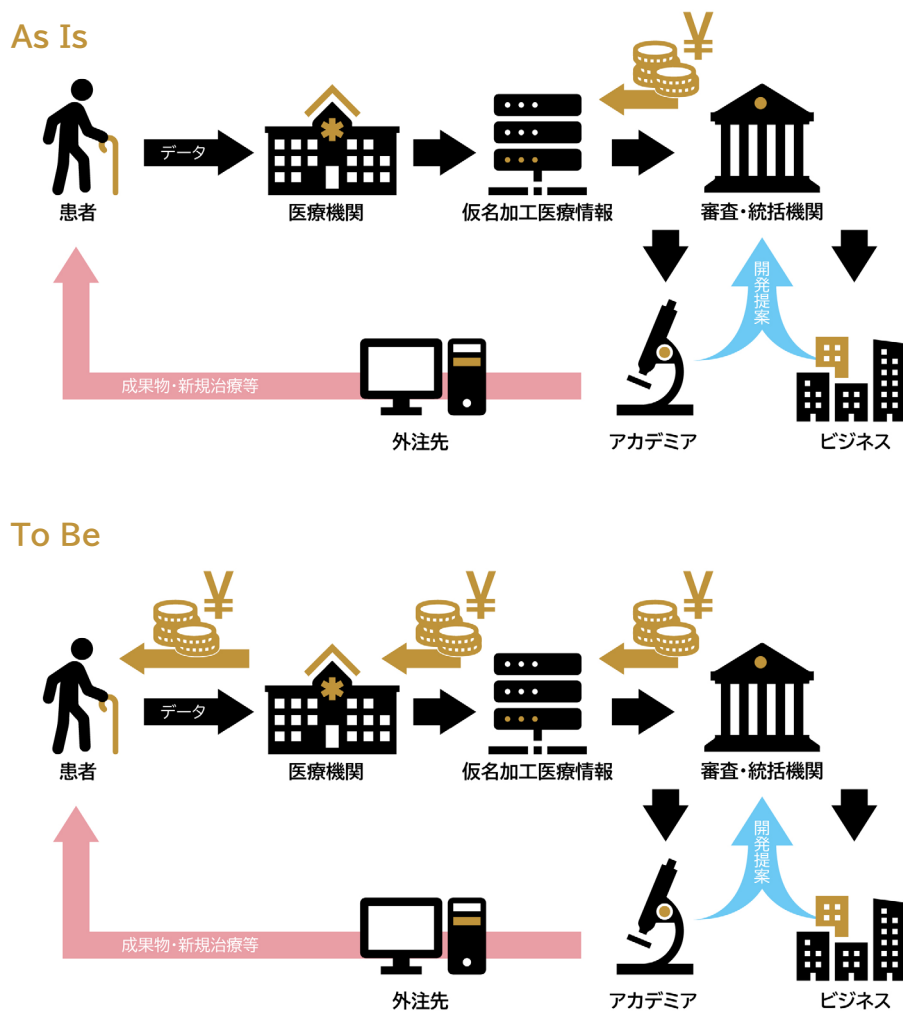 As Is
¥
データ
患者
医療機関
仮名加工医療情報
審査・統括機関
開発提案
成果物・新規治療等
外注先
アカデミア
ビジネス
To Be
¥
¥
¥
データ
患者
医療機関
仮名加工医療情報
審査・統括機関
開発提案
成果物・新規治療等
外注先
アカデミア
ビジネス